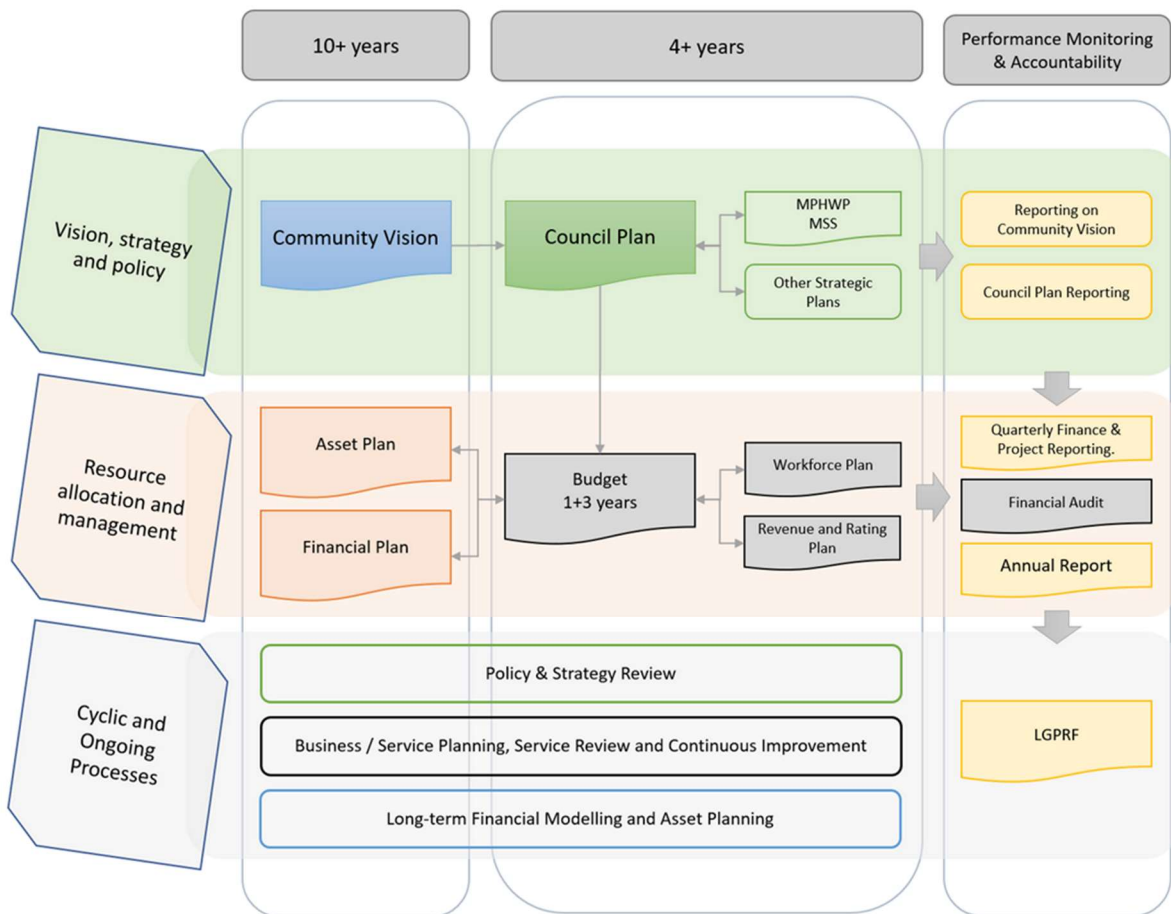 10+ years
4+ years
Performance Monitoring
& Accountability
Vision, strategy
and policy
Community Vision
Council Plan
MPHWP
MSS
Other Strategic
Plans
Reporting on
Community Vision
Council Plan Reporting
Resource
allocation and
management
Asset Plan
Financial Plan
Budget
1+3 years
Workforce Plan
Revenue and Rating
Plan
Quarterly Finance &
Project Reporting.
Financial Audit
Annual Report
Cyclic and
Ongoing
Processes
Policy & Strategy Review
Business / Service Planning, Service Review and Continuous Improvement
Long-term Financial Modelling and Asset Planning
LGPRF